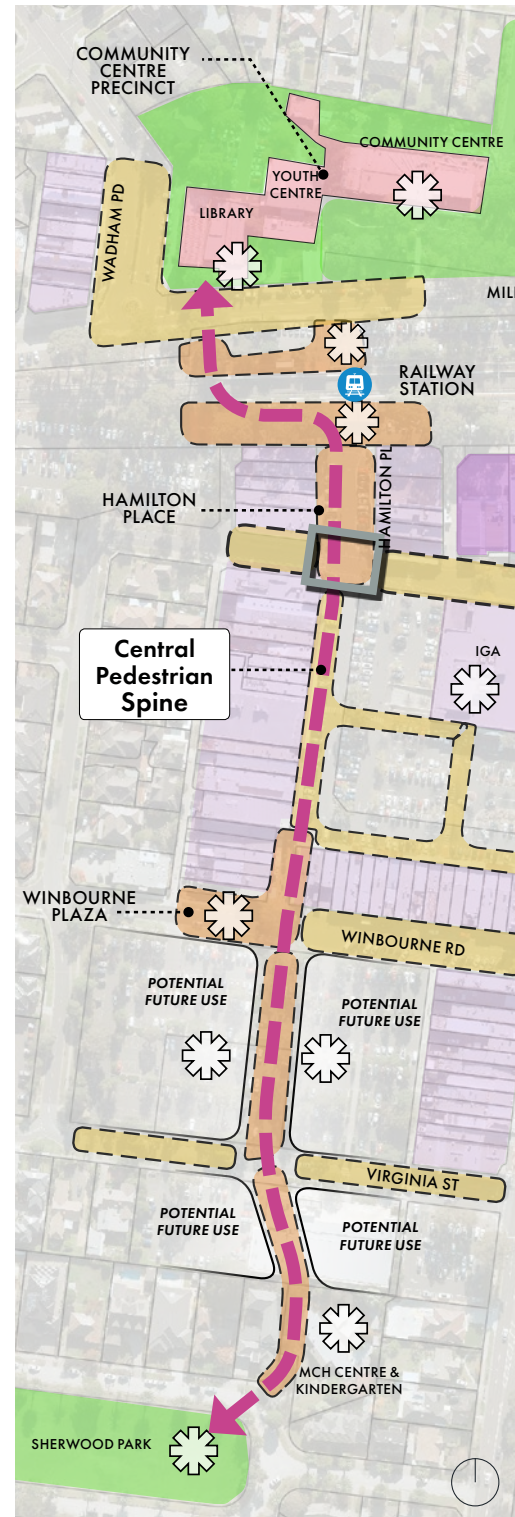 COMMUNITY
CENTRE
PRECINCT
COMMUNITY CENTRE
YOUTH
CENTRE
LIBRARY
WADHAM PD
MIL
RAILWAY
STATION
HAMILTON PL
HAMILTON
PLACE
Central
Pedestrian
Spine
IGA
WINBOURNE
PLAZA
WINBOURNE RD
POTENTIAL
FUTURE USE
POTENTIAL
FUTURE USE
VIRGINIA ST
POTENTIAL
FUTURE USE
POTENTIAL
FUTURE USE
MCH CENTRE &
KINDERGARTEN
SHERWOOD PARK